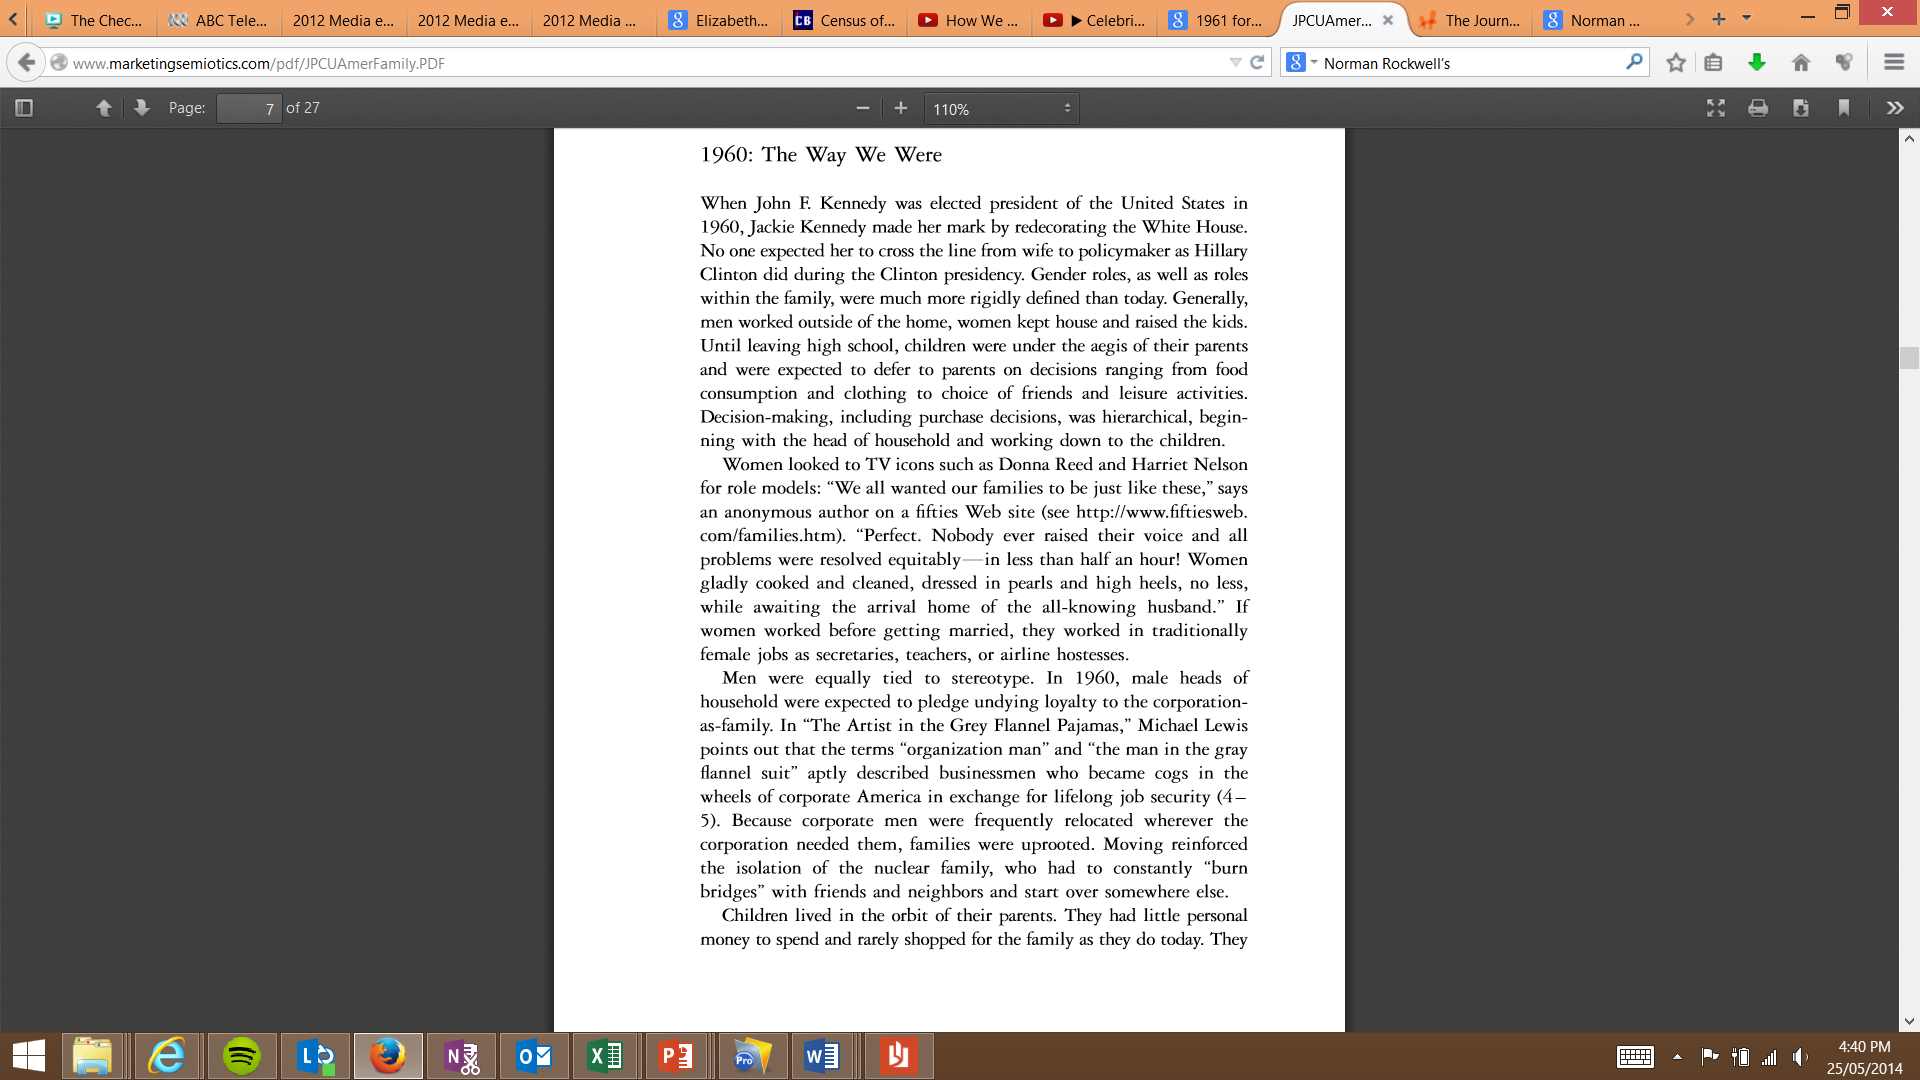 The Chec...
ABC Tele...
2012 Media e...
2012 Media e...
2012 Media ...
Elizabeth...
Census of...
How We ...
▶ Celebri...
1961 for...
JPCUAmer...
The Journ...
Norman ...
www.marketingsemiotics.com/pdf/JPCUAmerFamily.PDF
Norman Rockwell's
Page: 7 of 27
110%
1960: The Way We Were
When John F. Kennedy was elected president of the United States in
1960, Jackie Kennedy made her mark by redecorating the White House.
No one expected her to cross the line from wife to policymaker as Hillary
Clinton did during the Clinton presidency. Gender roles, as well as roles
within the family, were much more rigidly defined than today. Generally,
men worked outside of the home, women kept house and raised the kids.
Until leaving high school, children were under the aegis of their parents
and were expected to defer to parents on decisions ranging from food
consumption and clothing to choice of friends and leisure activities.
Decision-making, including purchase decisions, was hierarchical, begin-
ning with the head of household and working down to the children.
Women looked to TV icons such as Donna Reed and Harriet Nelson
for role models: “We all wanted our families to be just like these,” says
an anonymous author on a fifties Web site (see http://www.fiftiesweb.
com/families.htm). “Perfect. Nobody ever raised their voice and all
problems were resolved equitably—in less than half an hour! Women
gladly cooked and cleaned, dressed in pearls and high heels, no less,
while awaiting the arrival home of the all-knowing husband.” If
women worked before getting married, they worked in traditionally
female jobs as secretaries, teachers, or airline hostesses.
Men were equally tied to stereotype. In 1960, male heads of
household were expected to pledge undying loyalty to the corporation-
as-family. In “The Artist in the Grey Flannel Pajamas,” Michael Lewis
points out that the terms “organization man” and “the man in the gray
flannel suit” aptly described businessmen who became cogs in the
wheels of corporate America in exchange for lifelong job security (4–
5). Because corporate men were frequently relocated wherever the
corporation needed them, families were uprooted. Moving reinforced
the isolation of the nuclear family, who had to constantly “burn
bridges” with friends and neighbors and start over somewhere else.
Children lived in the orbit of their parents. They had little personal
money to spend and rarely shopped for the family as they do today. They
4:40 PM
25/05/2014